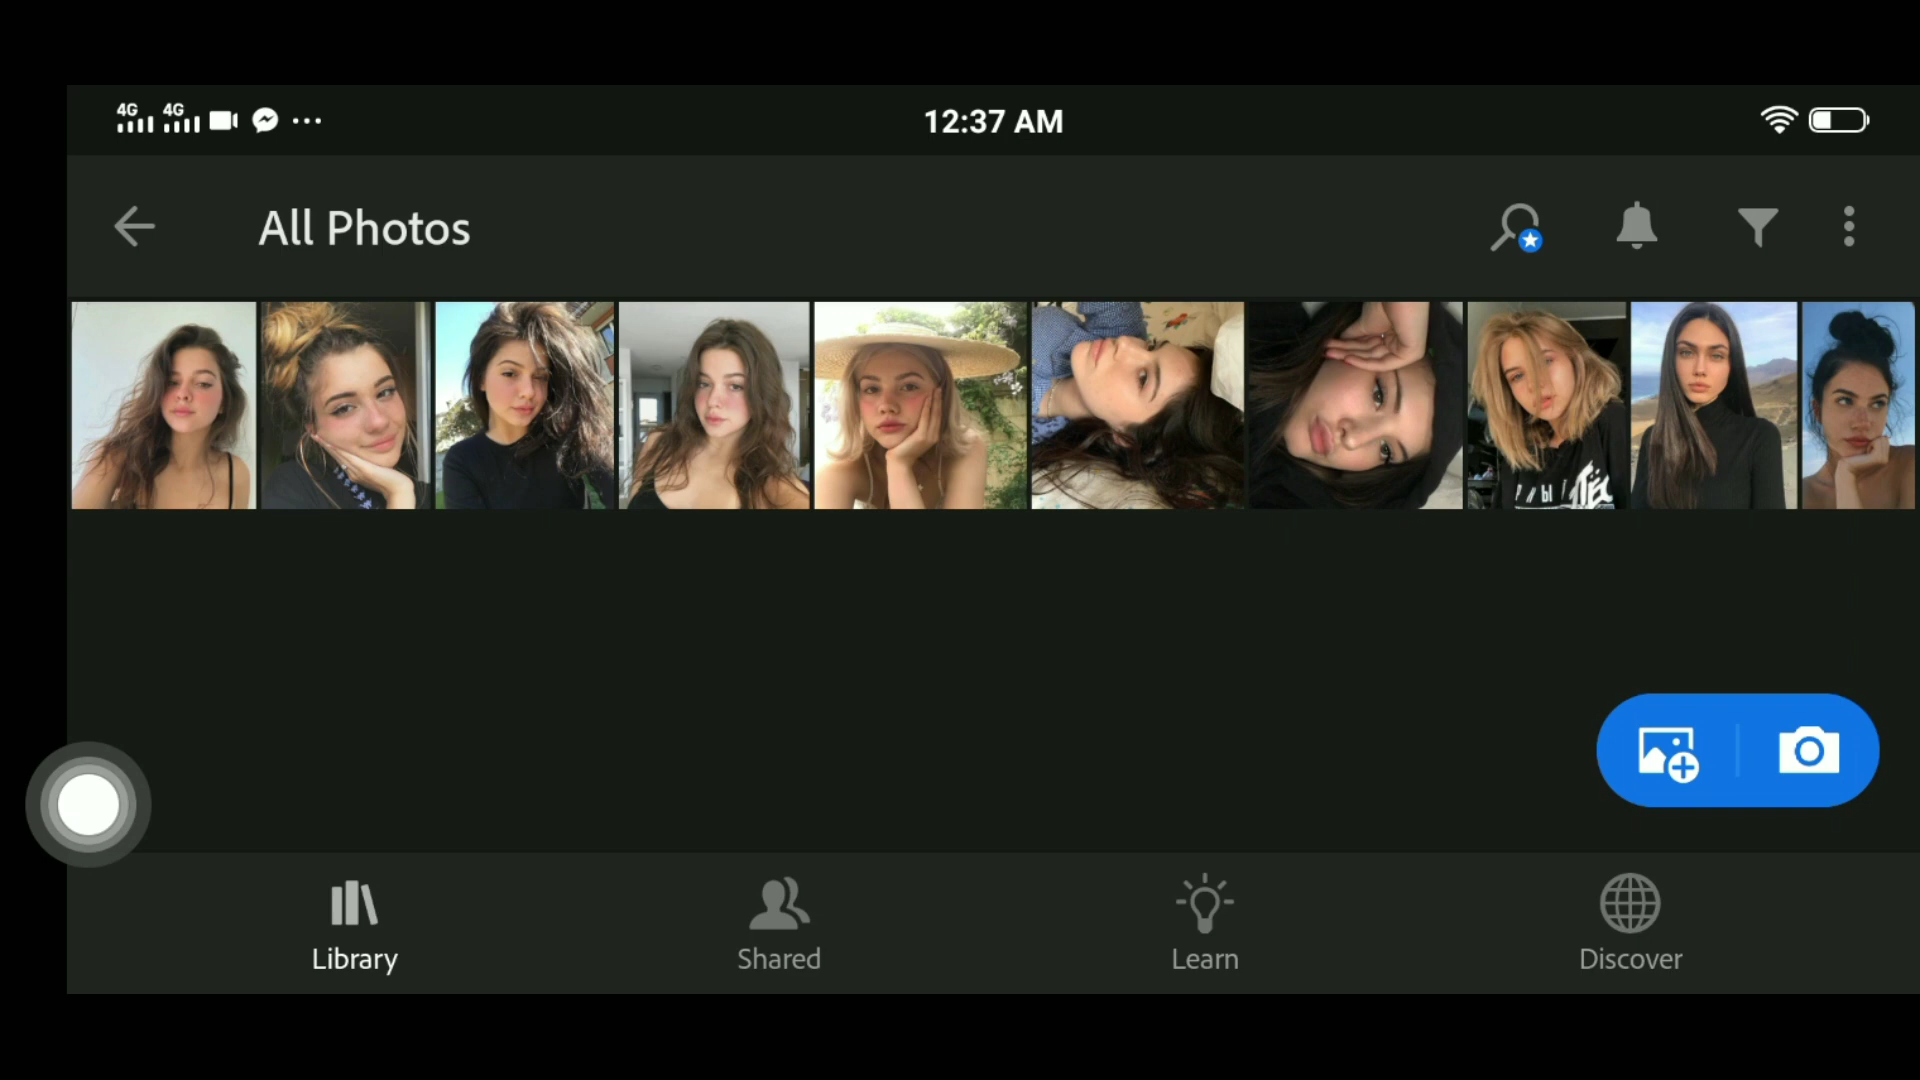 4G 4G
12:37 AM
All Photos
Library
Shared
Learn
Discover